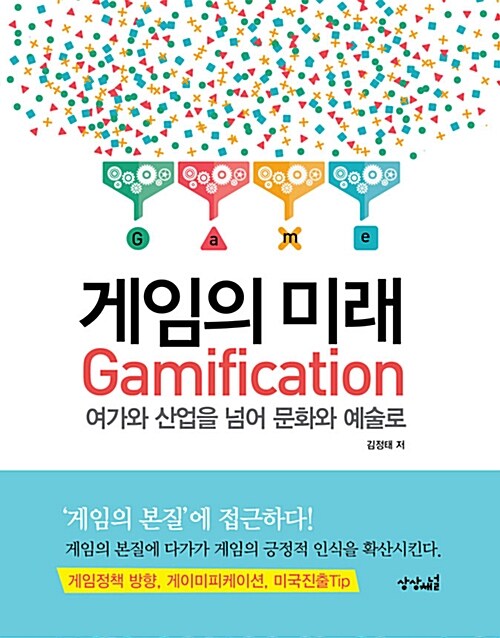 G a m e
게임의 미래
Gamification
여가와 산업을 넘어 문화와 예술로
김정태 저
‘게임의 본질’에 접근하다!
게임의 본질에 다가가 게임의 긍정적 인식을 확산시킨다.
게임정책 방향, 게이미피케이션, 미국진출Tip
상상채널